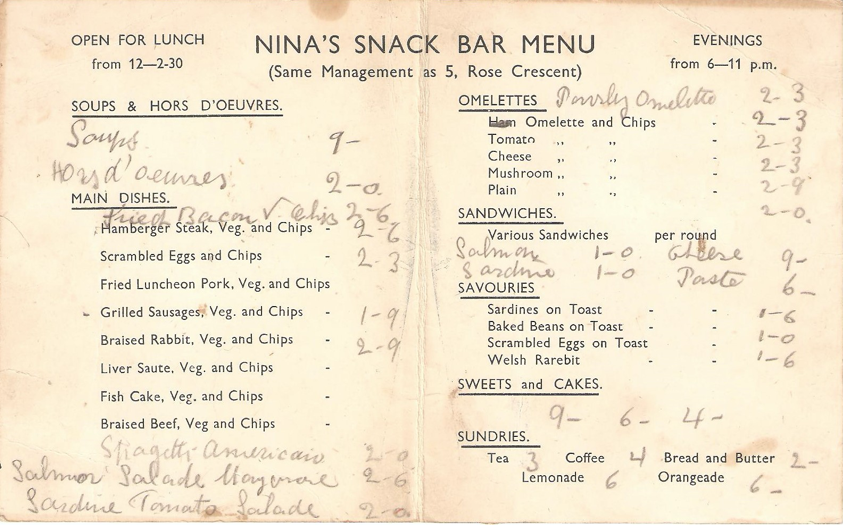 OPEN FOR LUNCH
from 12—2-30
NINA'S SNACK BAR MENU
(Same Management as 5, Rose Crescent)
EVENINGS
from 6—11 p.m.
SOUPS & HORS D'OEUVRES.
Soups 9-
Hors d'oeuvres 2-0
MAIN DISHES.
Fried Bacon V. Chips 2-6
Hamberger Steak, Veg. and Chips - 2-6
Scrambled Eggs and Chips - 2-3
Fried Luncheon Pork, Veg. and Chips
Grilled Sausages, Veg. and Chips - 1-9
Braised Rabbit, Veg. and Chips - 2-9
Liver Saute, Veg. and Chips -
Fish Cake, Veg. and Chips -
Braised Beef, Veg and Chips -
Spagetti Americain 2-0
Salmon Salade Mayonnaise 2-6
Sardine Tomato Salade 2-0
OMELETTES Parsley Omelette 2-3
Ham Omelette and Chips - 2-3
Tomato ,, ,, - 2-3
Cheese ,, ,, - 2-3
Mushroom ,, ,, - 2-9
Plain ,, ,, - 2-0
SANDWICHES.
Various Sandwiches per round
Salmon 1-0 Cheese 9-
Sardine 1-0 Paste 6-
SAVOURIES
Sardines on Toast - - 1-6
Baked Beans on Toast - - 1-0
Scrambled Eggs on Toast - 1-6
Welsh Rarebit - -
SWEETS and CAKES.
9- 6- 4-
SUNDRIES.
Tea 3 Coffee 4 Bread and Butter 2-
Lemonade 6 Orangeade 6-